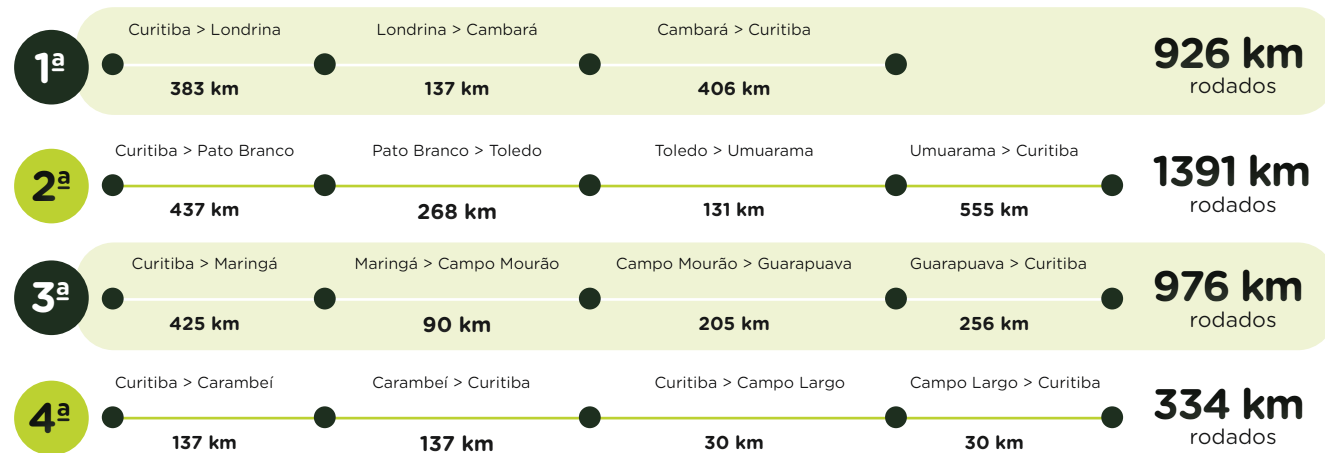 1ª
Curitiba > Londrina
Londrina > Cambará
Cambará > Curitiba
383 km
137 km
406 km
926 km
rodados
2ª
Curitiba > Pato Branco
Pato Branco > Toledo
Toledo > Umuarama
Umuarama > Curitiba
437 km
268 km
131 km
555 km
1391 km
rodados
3ª
Curitiba > Maringá
Maringá > Campo Mourão
Campo Mourão > Guarapuava
Guarapuava > Curitiba
425 km
90 km
205 km
256 km
976 km
rodados
4ª
Curitiba > Carambeí
Carambeí > Curitiba
Curitiba > Campo Largo
Campo Largo > Curitiba
137 km
137 km
30 km
30 km
334 km
rodados